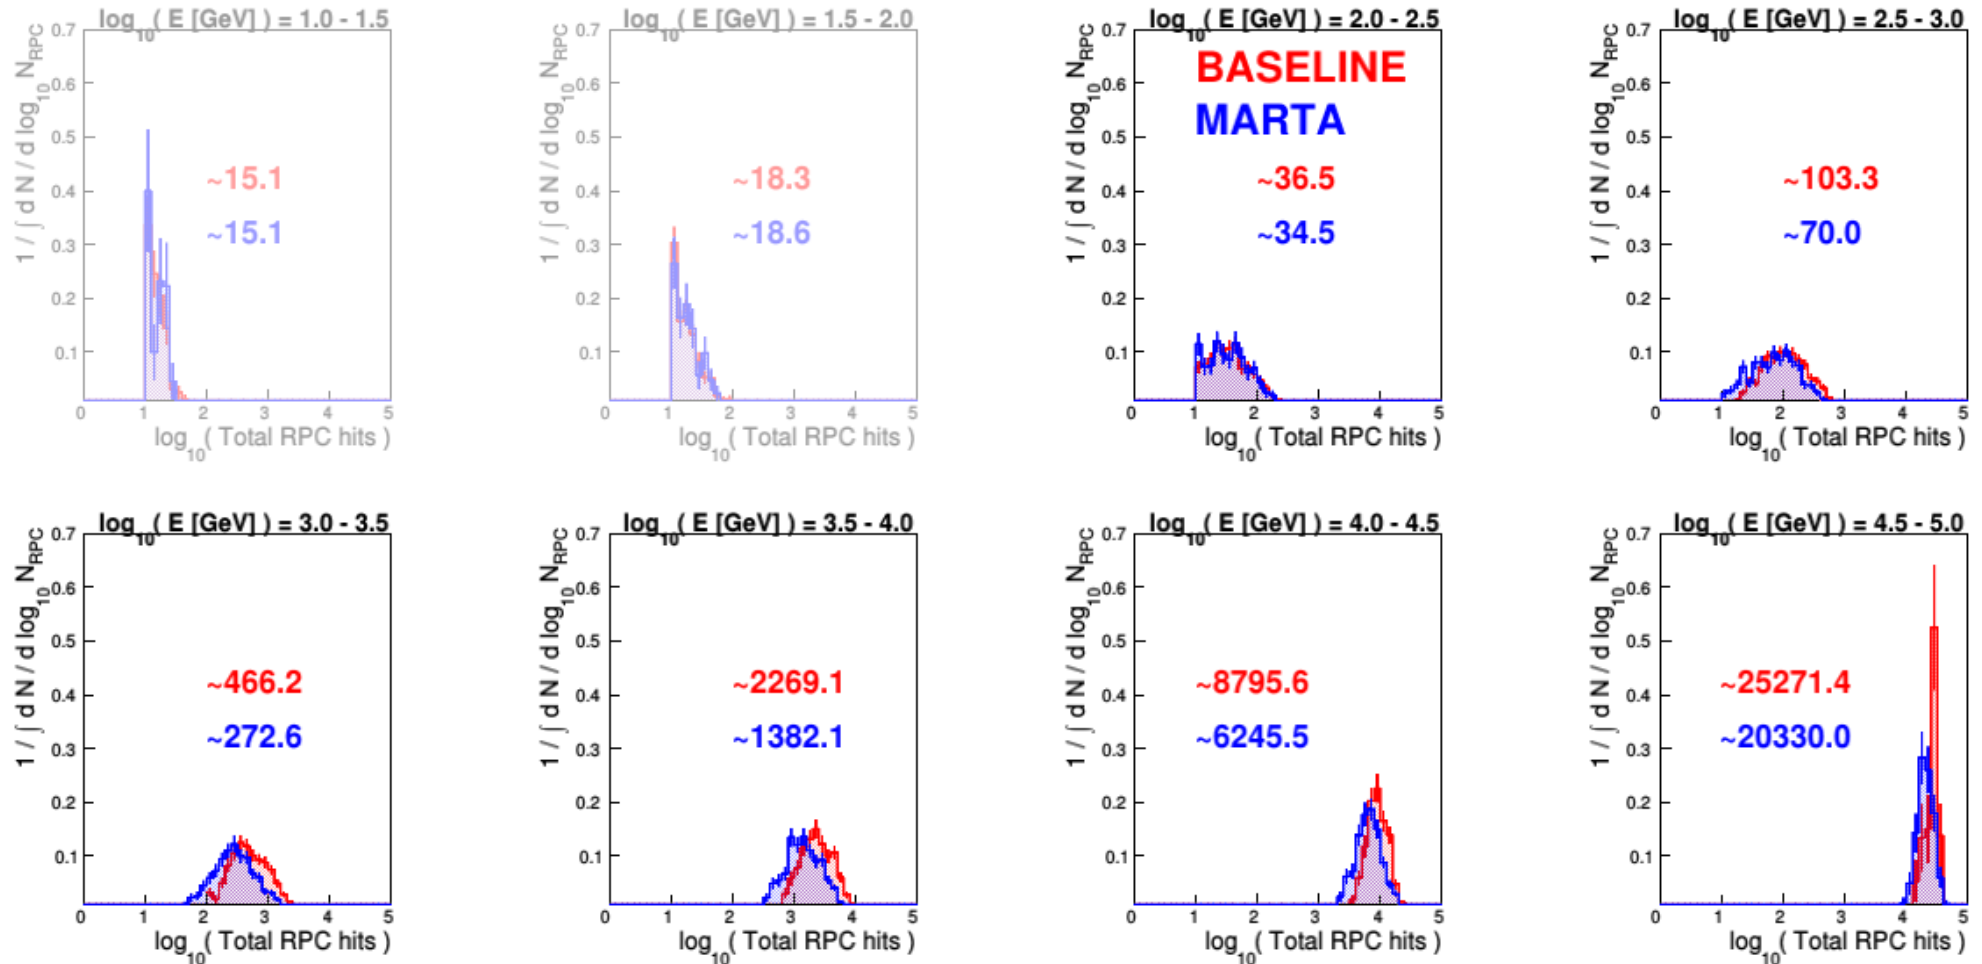 log10( E [GeV] ) = 1.0 - 1.5
1 / ∫ d N / d log10 NRPC
0.7
0.6
0.5
0.4
0.3
0.2
0.1
~15.1
~15.1
0 1 2 3 4 5
log10( Total RPC hits )
log10( E [GeV] ) = 1.5 - 2.0
1 / ∫ d N / d log10 NRPC
0.7
0.6
0.5
0.4
0.3
0.2
0.1
~18.3
~18.6
0 1 2 3 4 5
log10( Total RPC hits )
log10( E [GeV] ) = 2.0 - 2.5
1 / ∫ d N / d log10 NRPC
0.7
0.6
0.5
0.4
0.3
0.2
0.1
BASELINE
MARTA
~36.5
~34.5
0 1 2 3 4 5
log10( Total RPC hits )
log10( E [GeV] ) = 2.5 - 3.0
1 / ∫ d N / d log10 NRPC
0.7
0.6
0.5
0.4
0.3
0.2
0.1
~103.3
~70.0
0 1 2 3 4 5
log10( Total RPC hits )
log10( E [GeV] ) = 3.0 - 3.5
1 / ∫ d N / d log10 NRPC
0.7
0.6
0.5
0.4
0.3
0.2
0.1
~466.2
~272.6
0 1 2 3 4 5
log10( Total RPC hits )
log10( E [GeV] ) = 3.5 - 4.0
1 / ∫ d N / d log10 NRPC
0.7
0.6
0.5
0.4
0.3
0.2
0.1
~2269.1
~1382.1
0 1 2 3 4 5
log10( Total RPC hits )
log10( E [GeV] ) = 4.0 - 4.5
1 / ∫ d N / d log10 NRPC
0.7
0.6
0.5
0.4
0.3
0.2
0.1
~8795.6
~6245.5
0 1 2 3 4 5
log10( Total RPC hits )
log10( E [GeV] ) = 4.5 - 5.0
1 / ∫ d N / d log10 NRPC
0.7
0.6
0.5
0.4
0.3
0.2
0.1
~25271.4
~20330.0
0 1 2 3 4 5
log10( Total RPC hits )